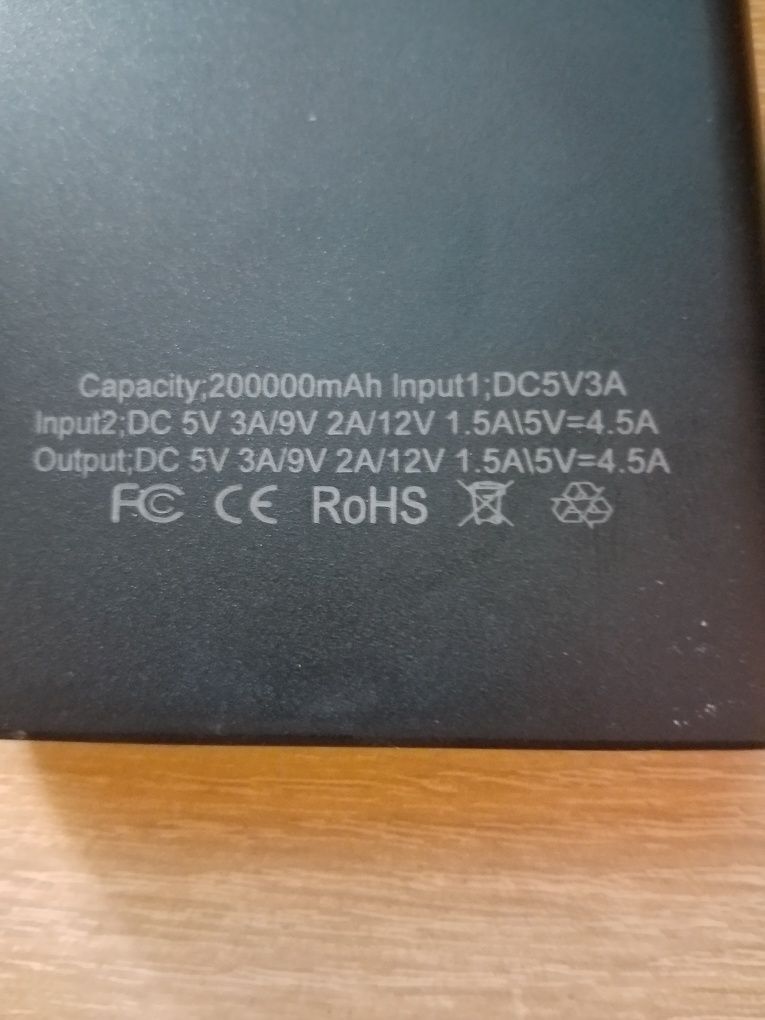 Capacity;200000mAh Input1;DC5V3A
Input2;DC 5V 3A/9V 2A/12V 1.5A\5V=4.5A
Output;DC 5V 3A/9V 2A/12V 1.5A\5V=4.5A
FC CE RoHS